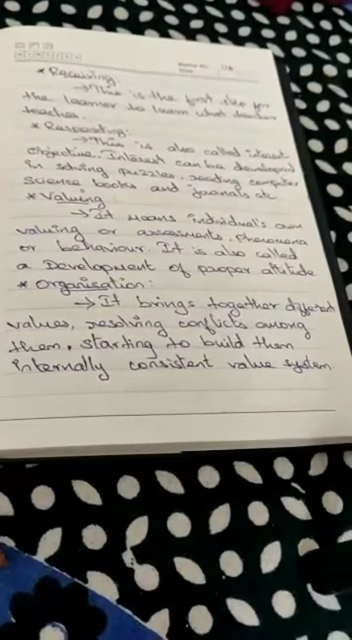 * Receiving:
→ This is the first step for
the learner to learn what teacher
teaches.
* Responding:
→ This is also called interest
objective. Interest can be developed
in solving puzzles, reading computer
Science books and jounals etc
* Valuing:
→ It means individual's own
valuing or assessments. Phenomena
or behaviour. It is also called
a Development of proper attitude
* Organisation:
→ It brings together different
values, resolving conflicts among
them, starting to build them
internally consistent value system